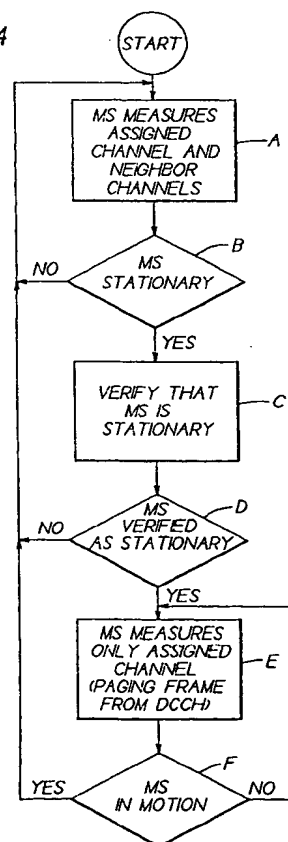 4
START
MS MEASURES
ASSIGNED
CHANNEL AND
NEIGHBOR
CHANNELS
A
B
MS
STATIONARY
NO
YES
VERIFY THAT
MS IS
STATIONARY
C
D
MS
VERIFIED
AS STATIONARY
NO
YES
MS MEASURES
ONLY ASSIGNED
CHANNEL
(PAGING FRAME
FROM DCCH)
E
F
MS
IN MOTION
YES
NO